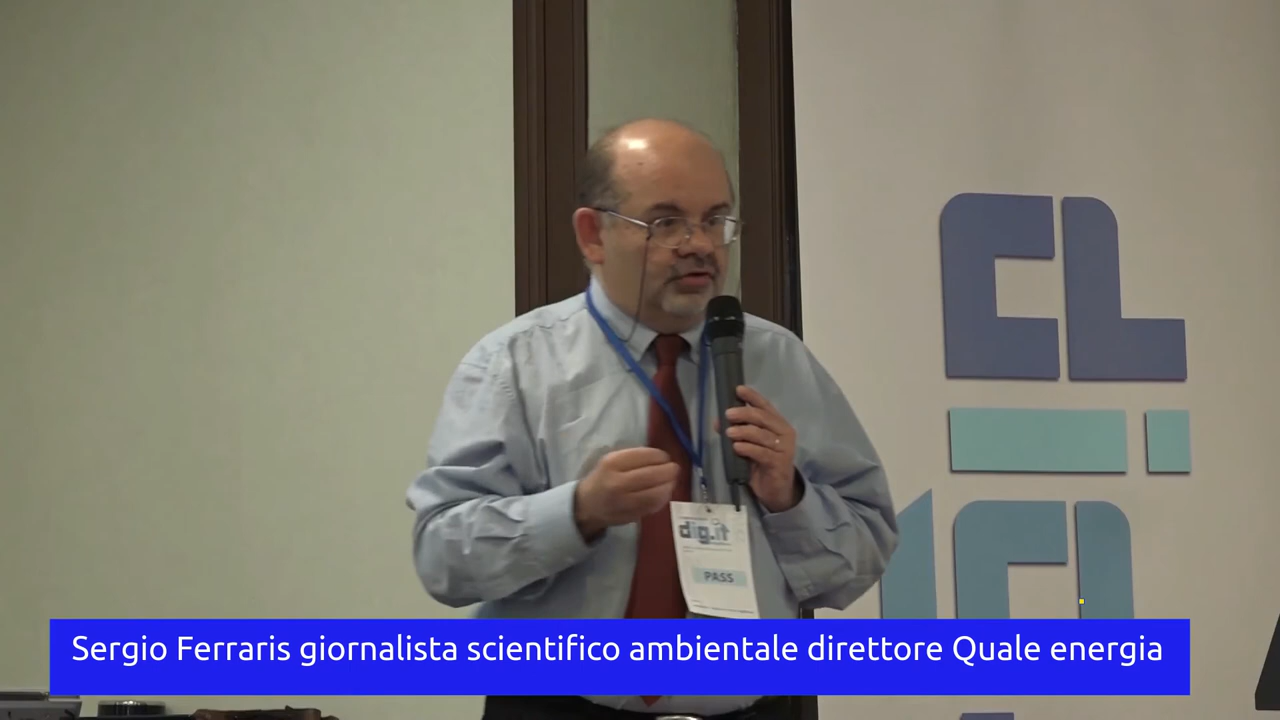 dig.it
PASS
Sergio Ferraris giornalista scientifico ambientale direttore Quale energia